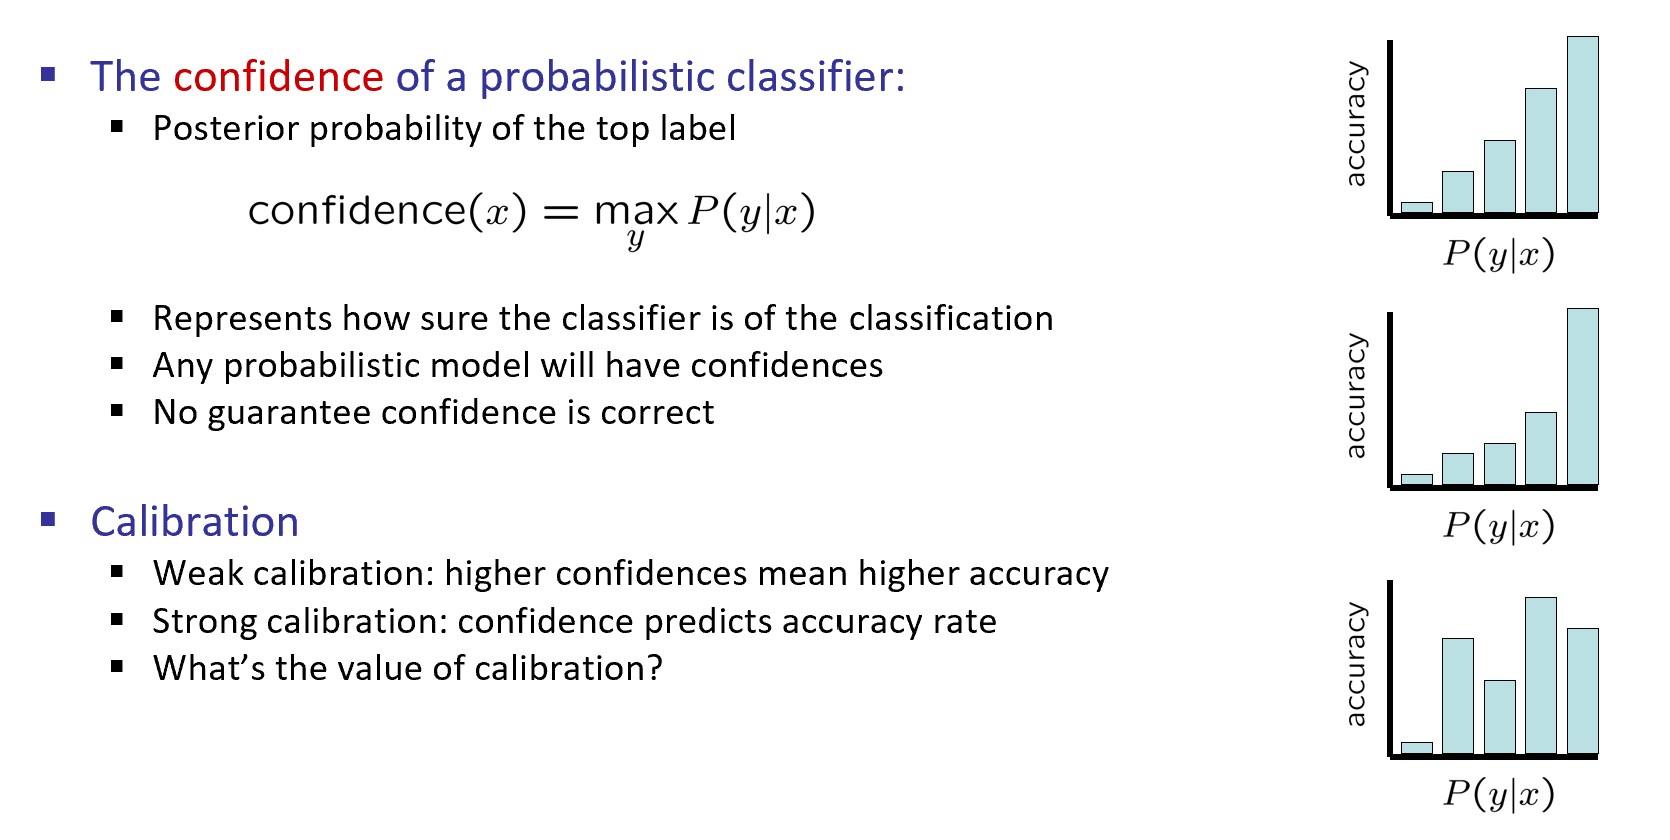 The confidence of a probabilistic classifier:
Posterior probability of the top label
confidence(x) = max_y P(y|x)
Represents how sure the classifier is of the classification
Any probabilistic model will have confidences
No guarantee confidence is correct
Calibration
Weak calibration: higher confidences mean higher accuracy
Strong calibration: confidence predicts accuracy rate
What’s the value of calibration?
accuracy
P(y|x)
accuracy
P(y|x)
accuracy
P(y|x)